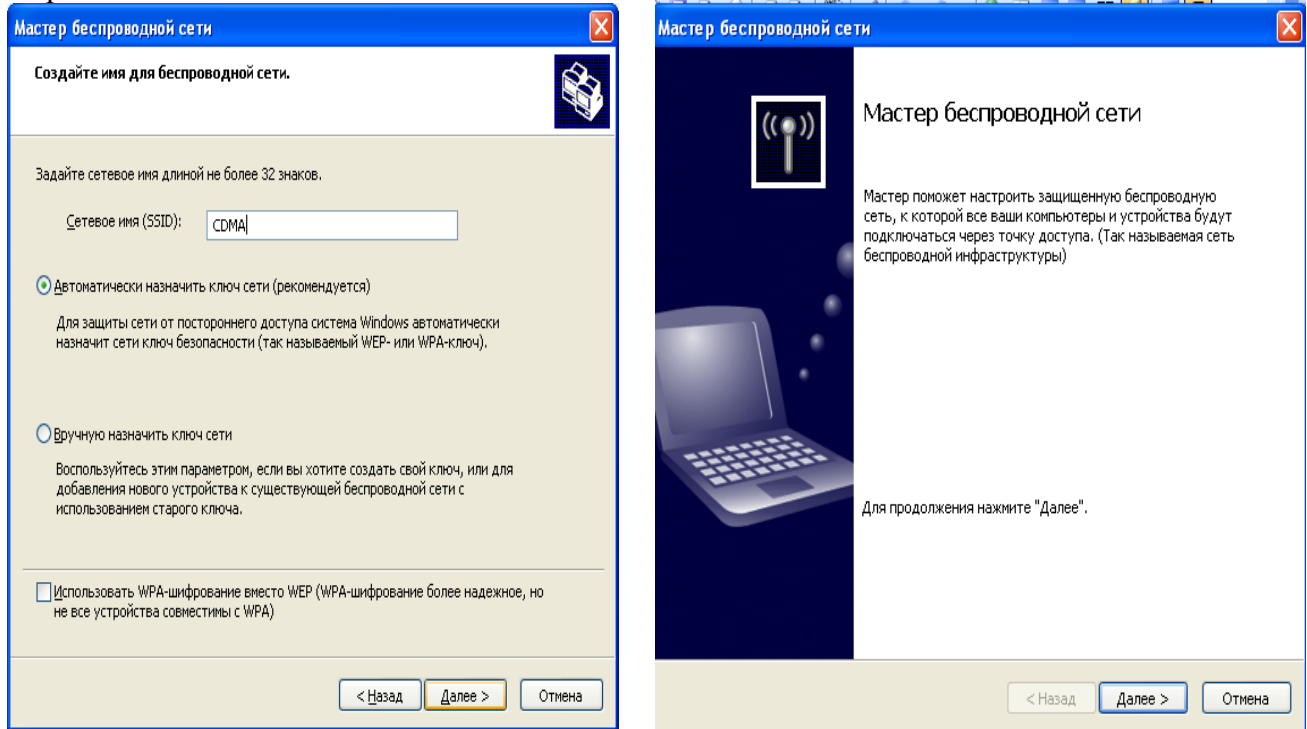 Мастер беспроводной сети
Создайте имя для беспроводной сети.
Задайте сетевое имя длиной не более 32 знаков.
Сетевое имя (SSID):
CDMA
Автоматически назначить ключ сети (рекомендуется)
Для защиты сети от постороннего доступа система Windows автоматически
назначит сети ключ безопасности (так называемый WEP- или WPA-ключ).
Вручную назначить ключ сети
Воспользуйтесь этим параметром, если вы хотите создать свой ключ, или для
добавления нового устройства к существующей беспроводной сети с
использованием старого ключа.
Использовать WPA-шифрование вместо WEP (WPA-шифрование более надежное, но
не все устройства совместимы с WPA)
< Назад
Далее >
Отмена
Мастер беспроводной сети
Мастер беспроводной сети
Мастер поможет настроить защищенную беспроводную
сеть, к которой все ваши компьютеры и устройства будут
подключаться через точку доступа. (Так называемая сеть
беспроводной инфраструктуры)
Для продолжения нажмите "Далее".
< Назад
Далее >
Отмена